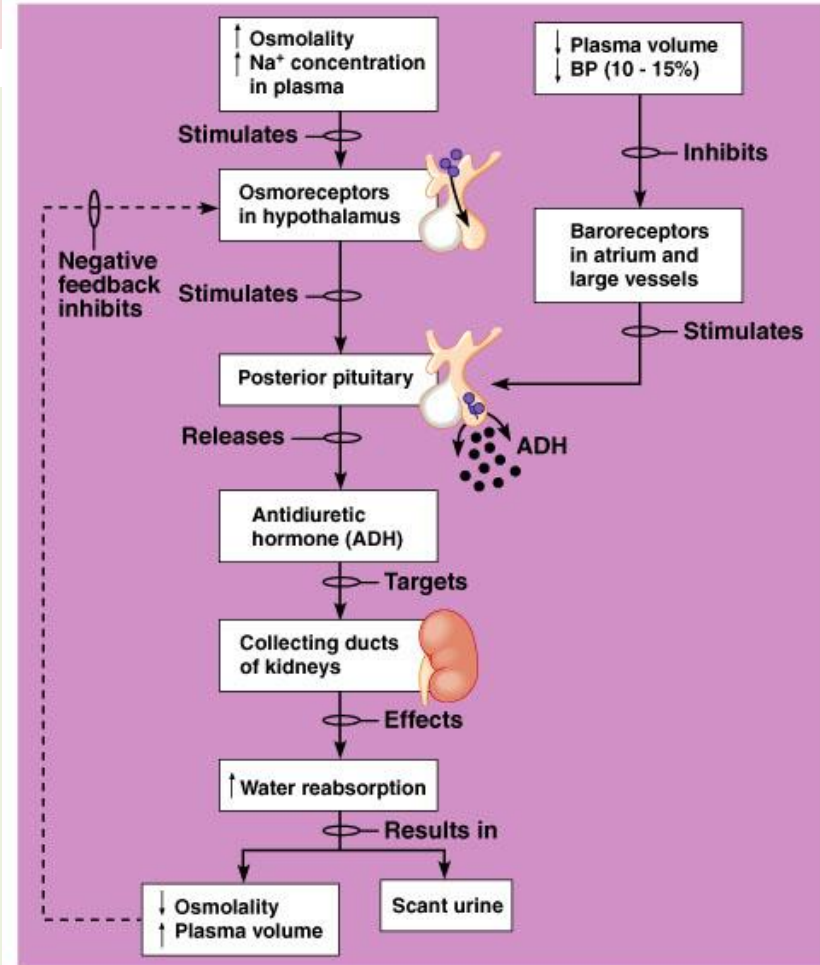 ↑ Osmolality
↑ Na⁺ concentration
in plasma
↓ Plasma volume
↓ BP (10 - 15%)
Stimulates
Inhibits
Osmoreceptors
in hypothalamus
Baroreceptors
in atrium and
large vessels
Negative
feedback
inhibits
Stimulates
Stimulates
Posterior pituitary
Releases
ADH
Antidiuretic
hormone (ADH)
Targets
Collecting ducts
of kidneys
Effects
↑ Water reabsorption
Results in
↓ Osmolality
↑ Plasma volume
Scant urine